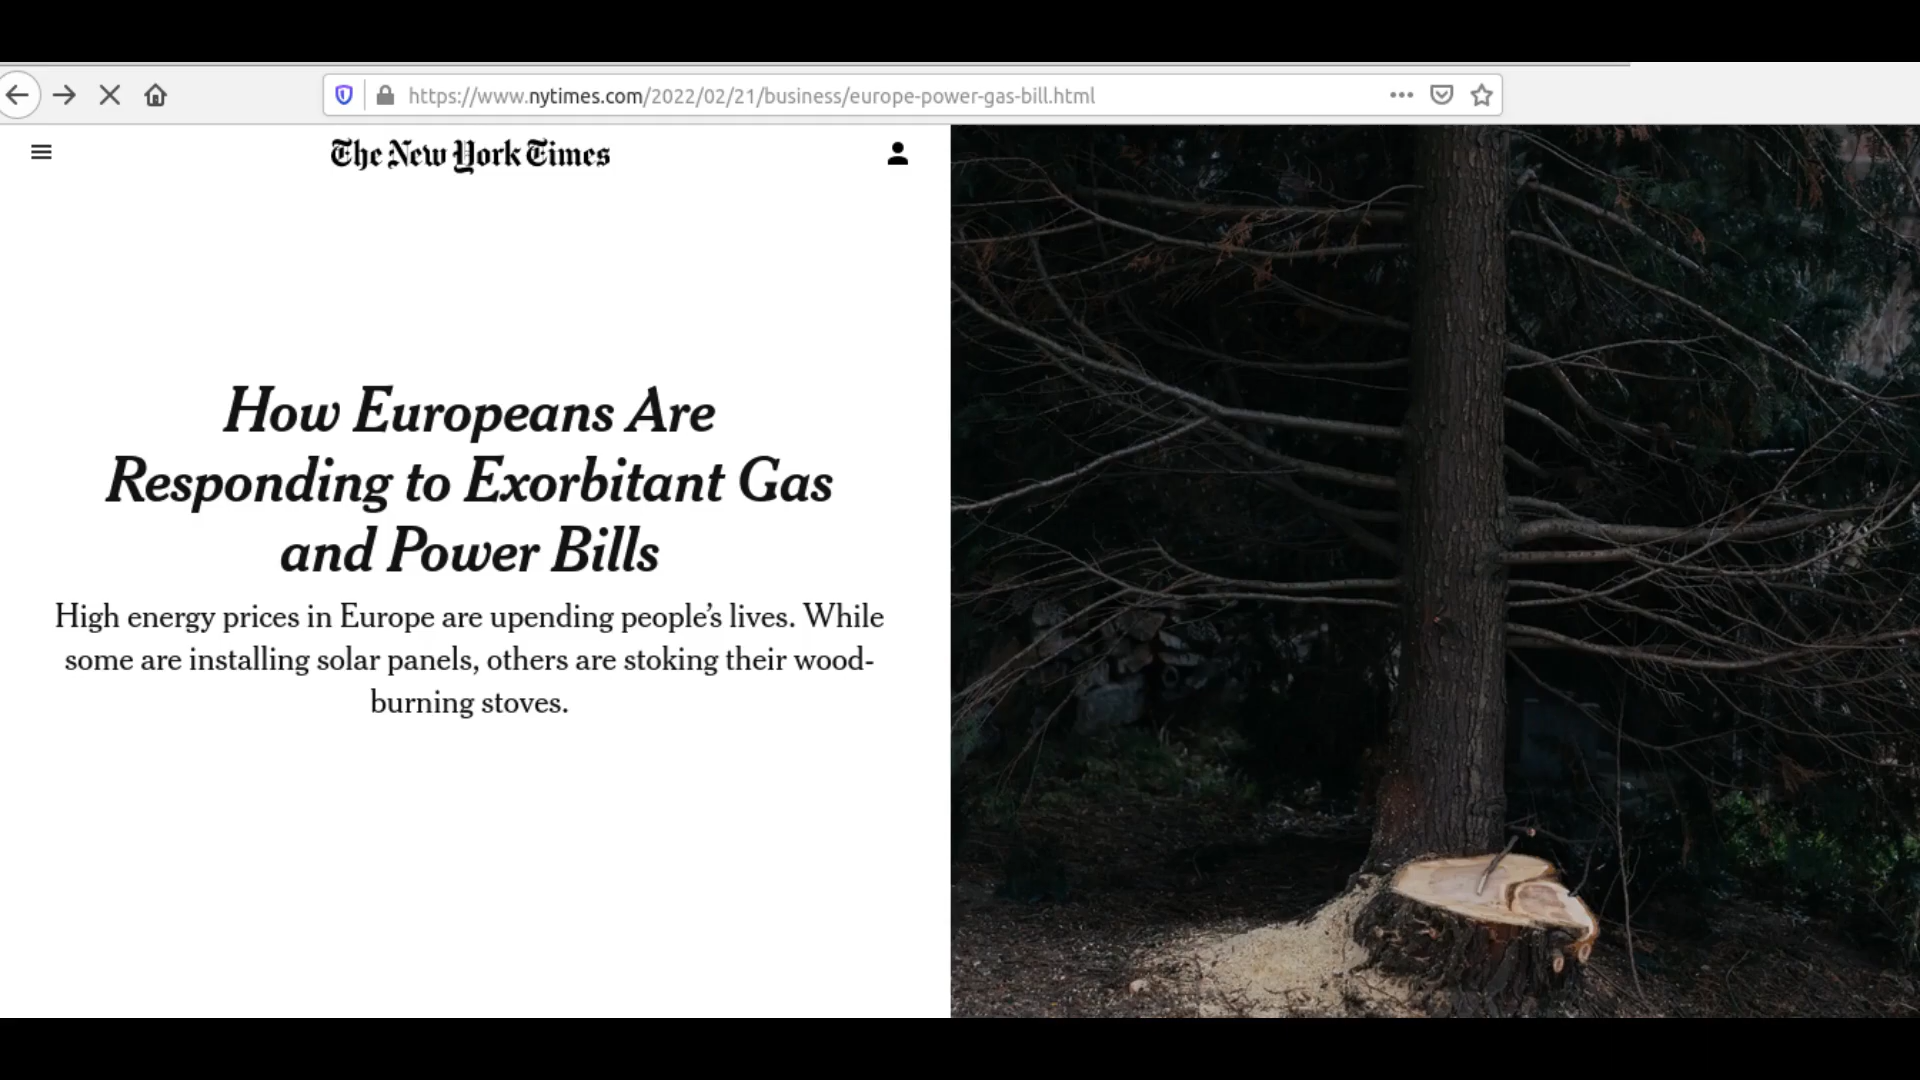 https://www.nytimes.com/2022/02/21/business/europe-power-gas-bill.html
The New York Times
How Europeans Are
Responding to Exorbitant Gas
and Power Bills
High energy prices in Europe are upending people’s lives. While
some are installing solar panels, others are stoking their wood-
burning stoves.